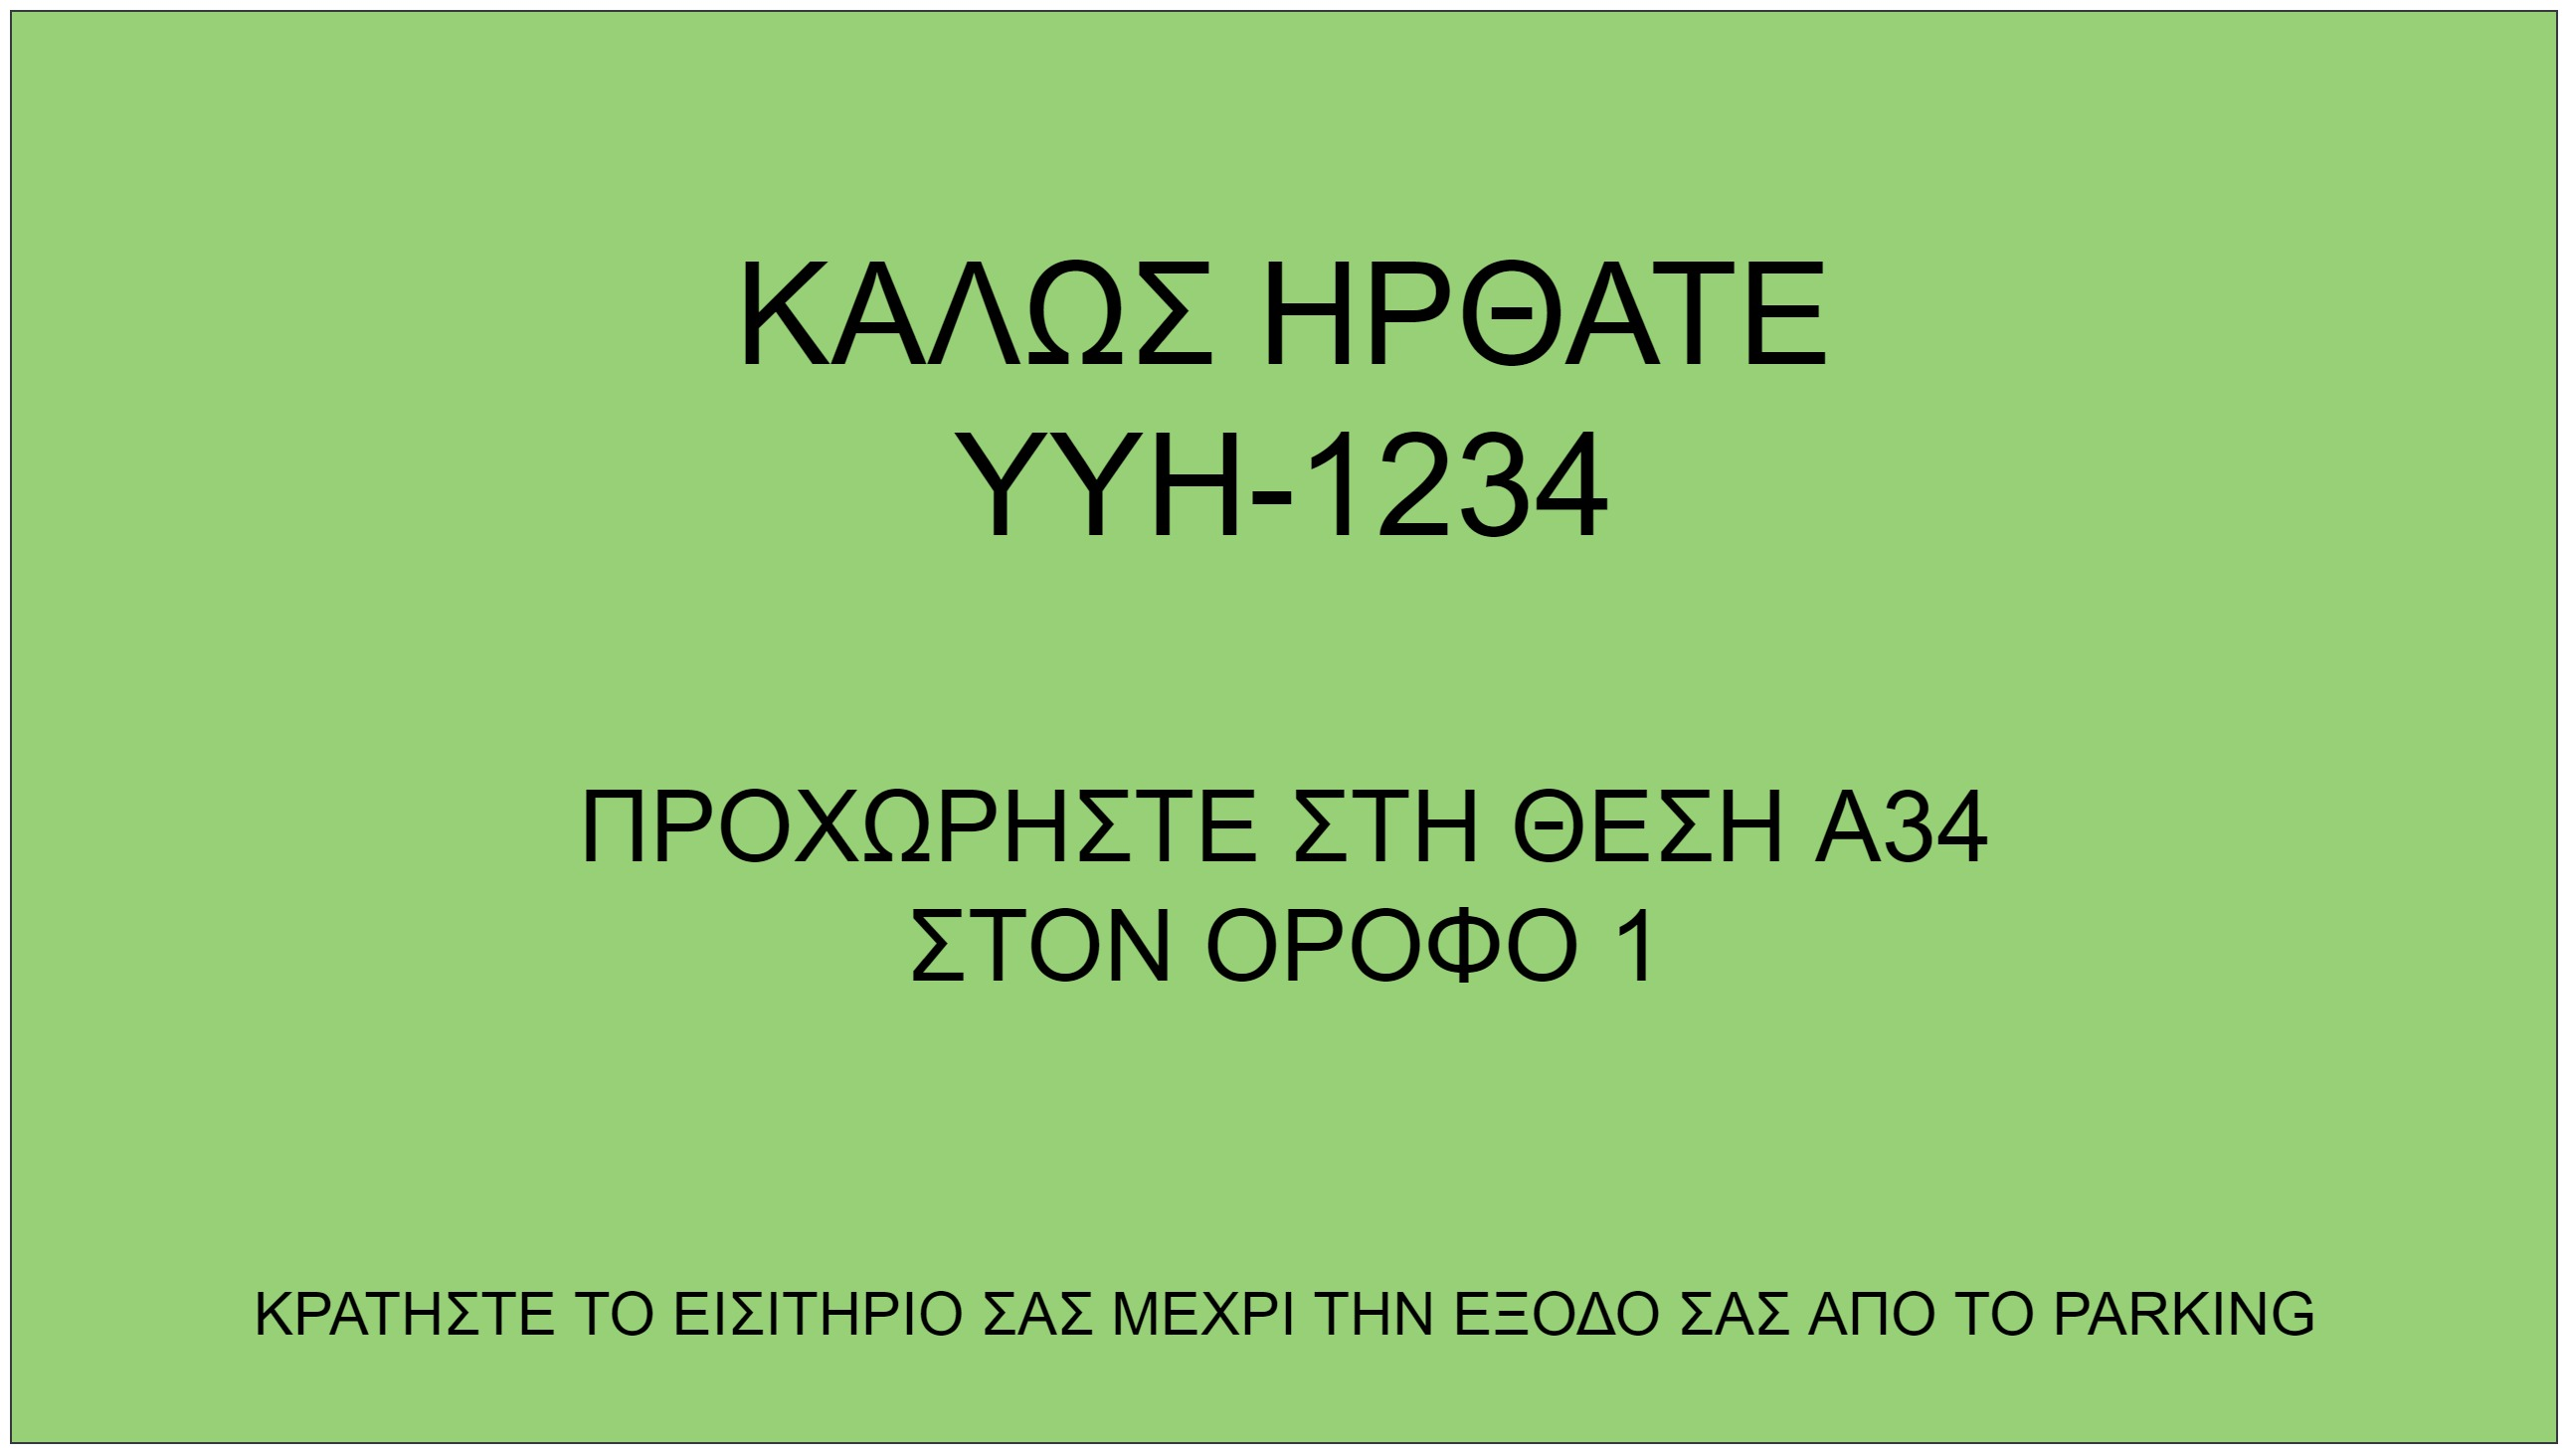 ΚΑΛΩΣ ΗΡΘΑΤΕ
ΥΥΗ-1234
ΠΡΟΧΩΡΗΣΤΕ ΣΤΗ ΘΕΣΗ Α34
ΣΤΟΝ ΟΡΟΦΟ 1
ΚΡΑΤΗΣΤΕ ΤΟ ΕΙΣΙΤΗΡΙΟ ΣΑΣ ΜΕΧΡΙ ΤΗΝ ΕΞΟΔΟ ΣΑΣ ΑΠΟ ΤΟ PARKING